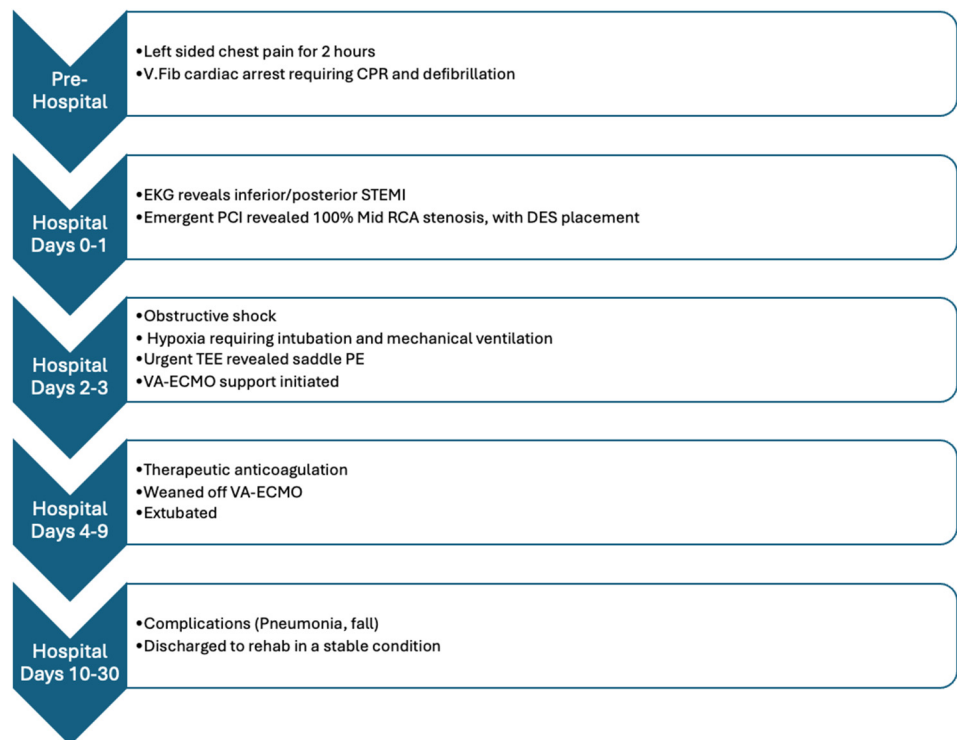 Pre-
Hospital
•Left sided chest pain for 2 hours
•V.Fib cardiac arrest requiring CPR and defibrillation
Hospital
Days 0-1
•EKG reveals inferior/posterior STEMI
•Emergent PCI revealed 100% Mid RCA stenosis, with DES placement
Hospital
Days 2-3
•Obstructive shock
• Hypoxia requiring intubation and mechanical ventilation
•Urgent TEE revealed saddle PE
•VA-ECMO support initiated
Hospital
Days 4-9
•Therapeutic anticoagulation
•Weaned off VA-ECMO
•Extubated
Hospital
Days 10-30
•Complications (Pneumonia, fall)
•Discharged to rehab in a stable condition